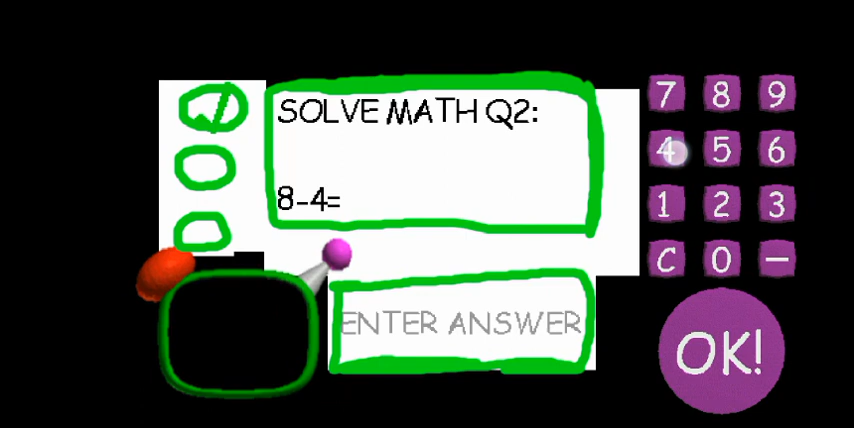 SOLVE MATH Q2:
8-4=
ENTER ANSWER
7 8 9
4 5 6
1 2 3
C 0 -
OK!